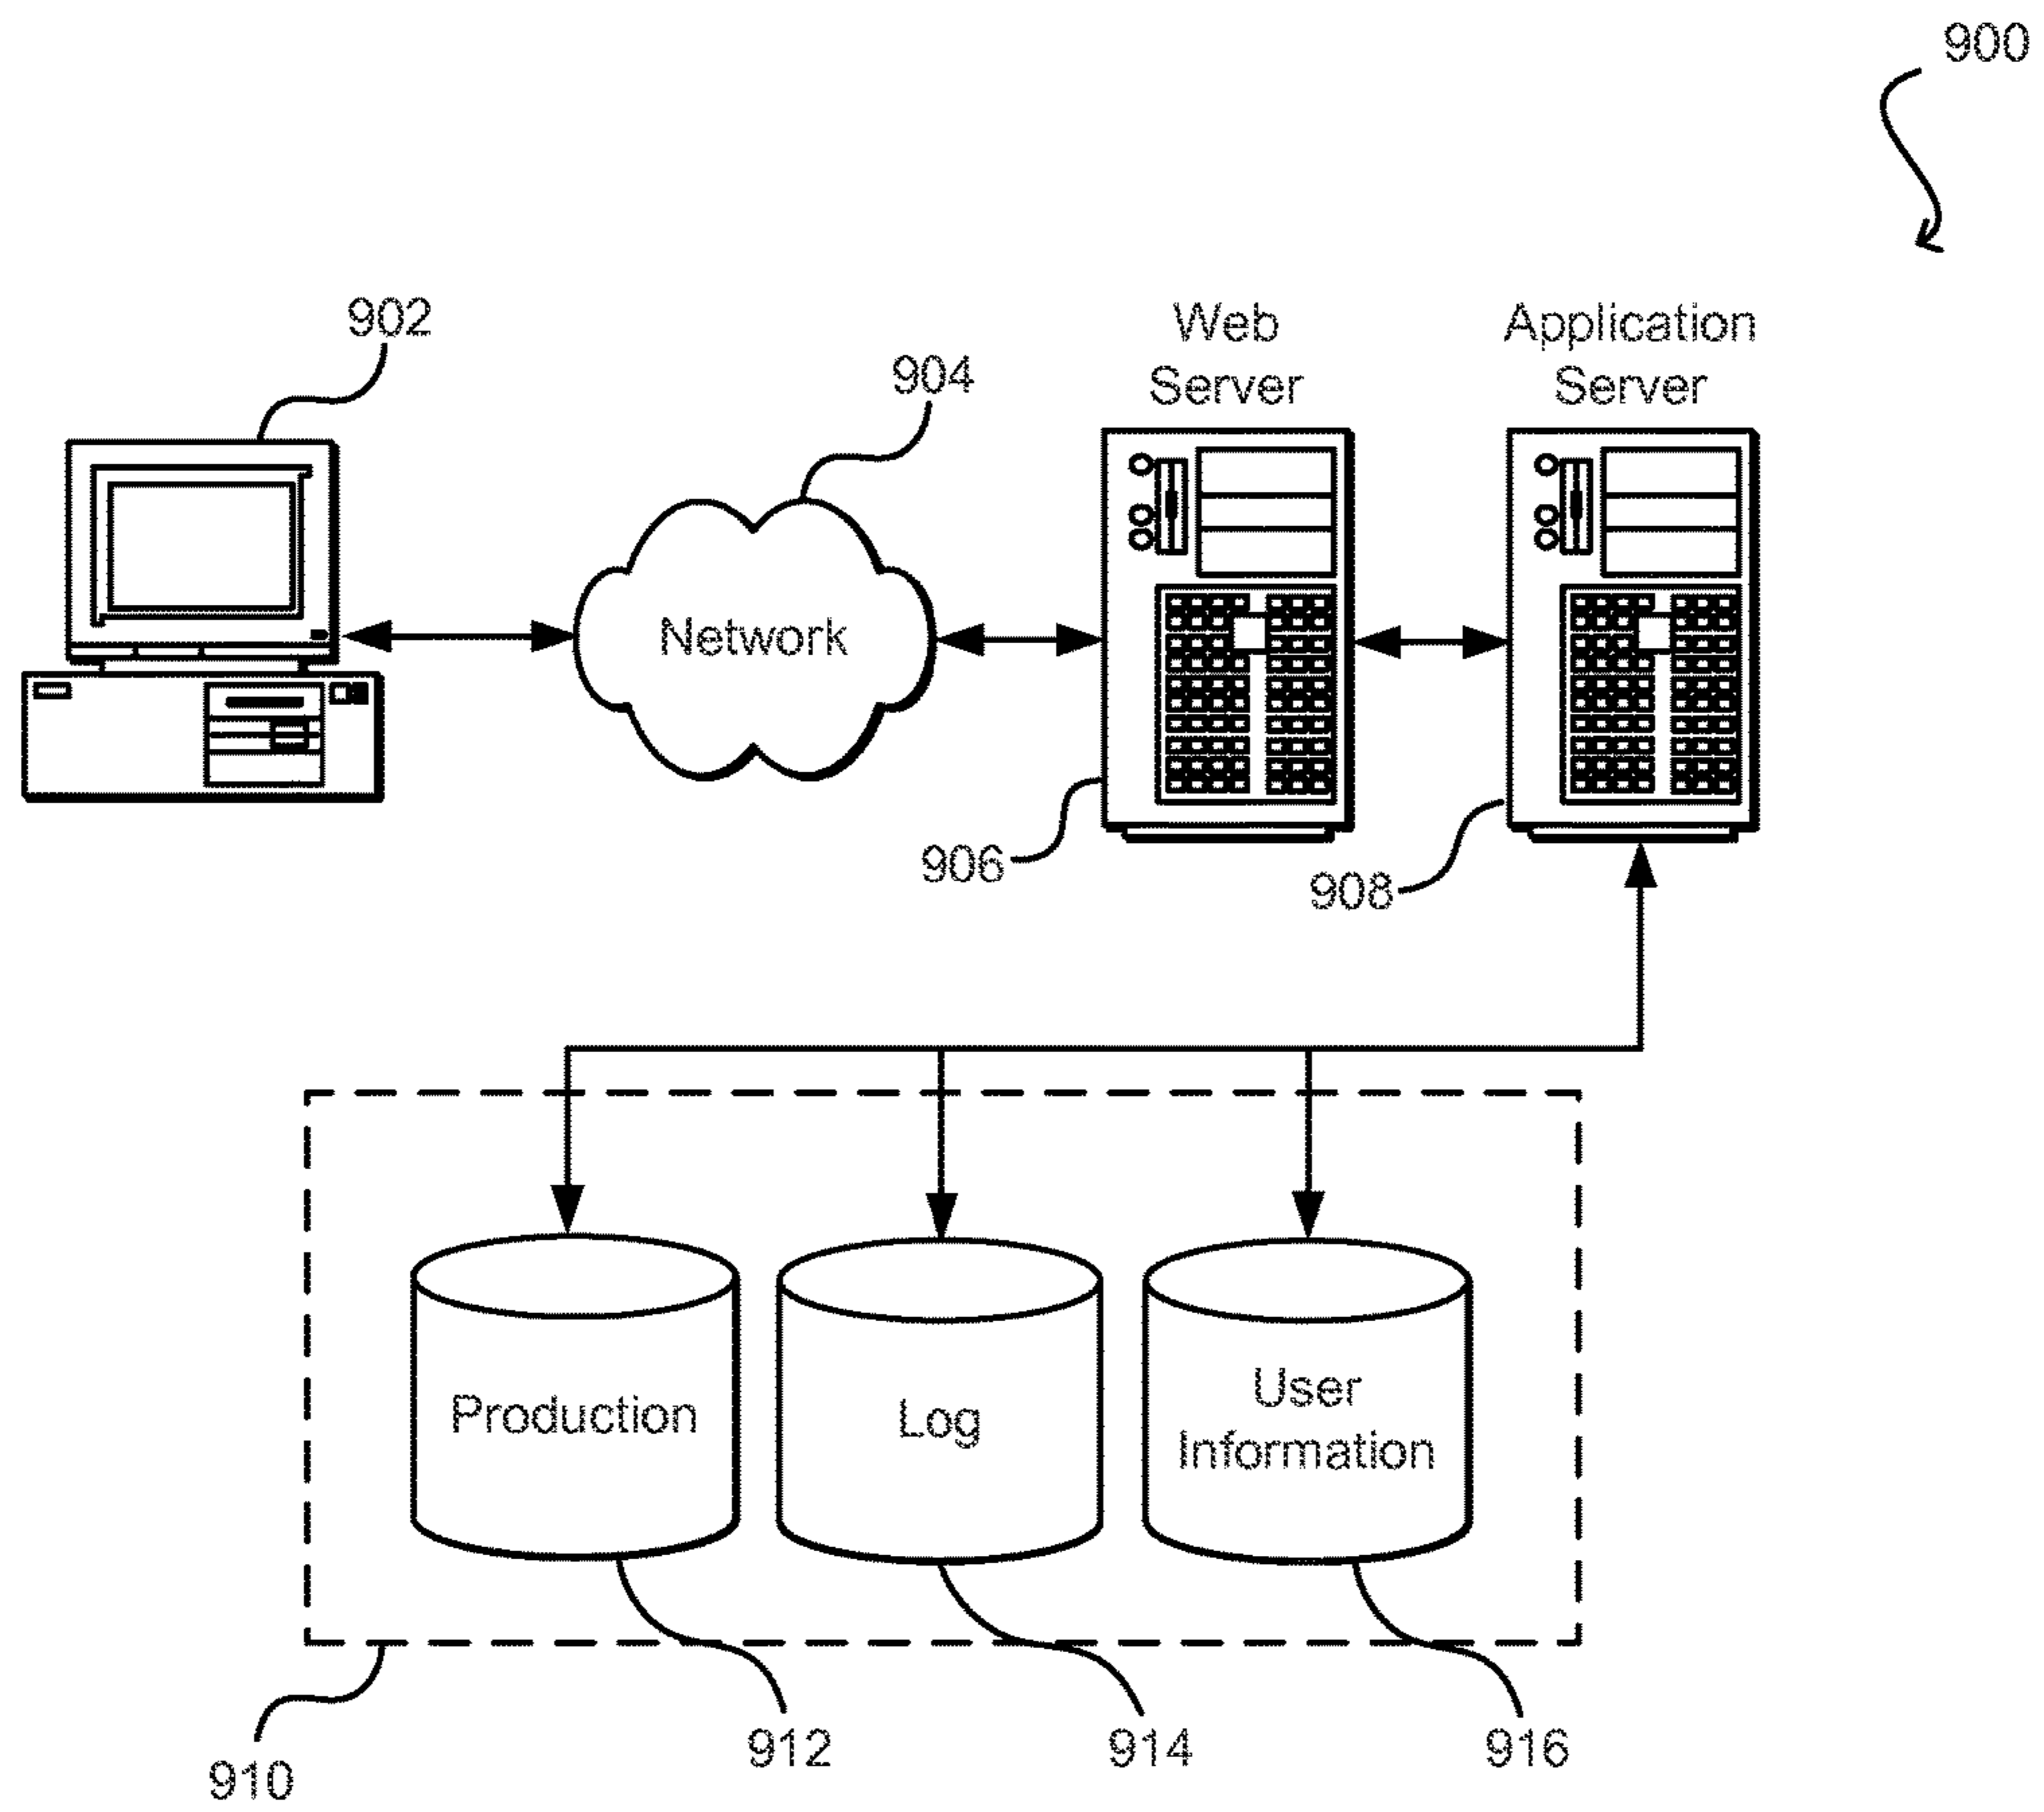 900
902
904
Web
Server
Application
Server
Network
906
908
Production
Log
User
Information
910
912
914
916